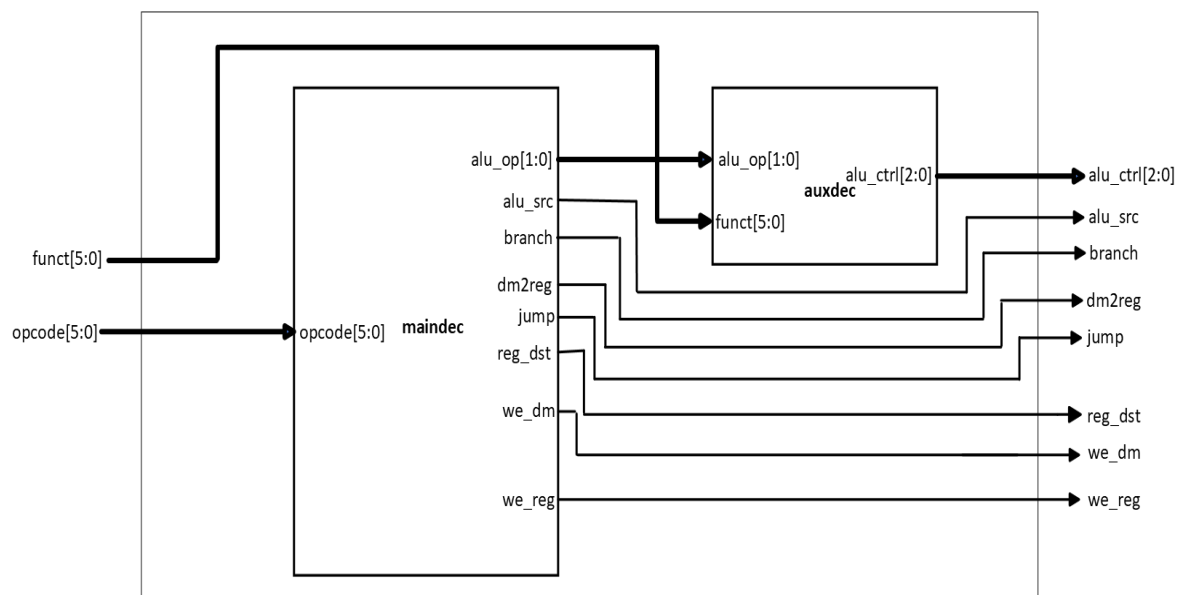 funct[5:0]
opcode[5:0]
opcode[5:0]
maindec
alu_op[1:0]
alu_src
branch
dm2reg
jump
reg_dst
we_dm
we_reg
alu_op[1:0]
funct[5:0]
auxdec
alu_ctrl[2:0]
alu_ctrl[2:0]
alu_src
branch
dm2reg
jump
reg_dst
we_dm
we_reg